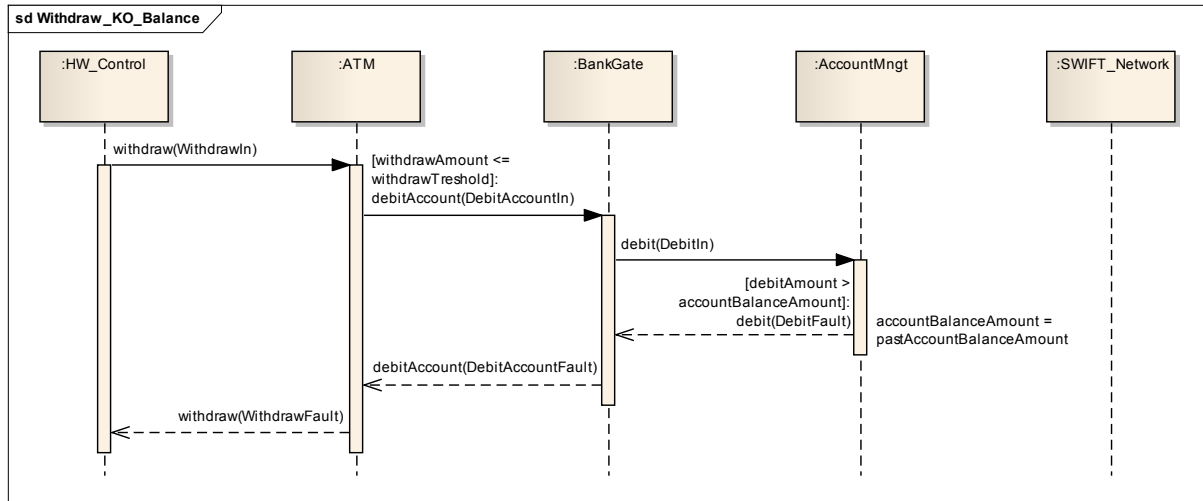 sd Withdraw_KO_Balance
:HW_Control
:ATM
:BankGate
:AccountMngt
:SWIFT_Network
withdraw(WithdrawIn)
[withdrawAmount <=
withdrawTreshold]:
debitAccount(DebitAccountIn)
debit(DebitIn)
[debitAmount >
accountBalanceAmount]:
debit(DebitFault)
accountBalanceAmount =
pastAccountBalanceAmount
debitAccount(DebitAccountFault)
withdraw(WithdrawFault)